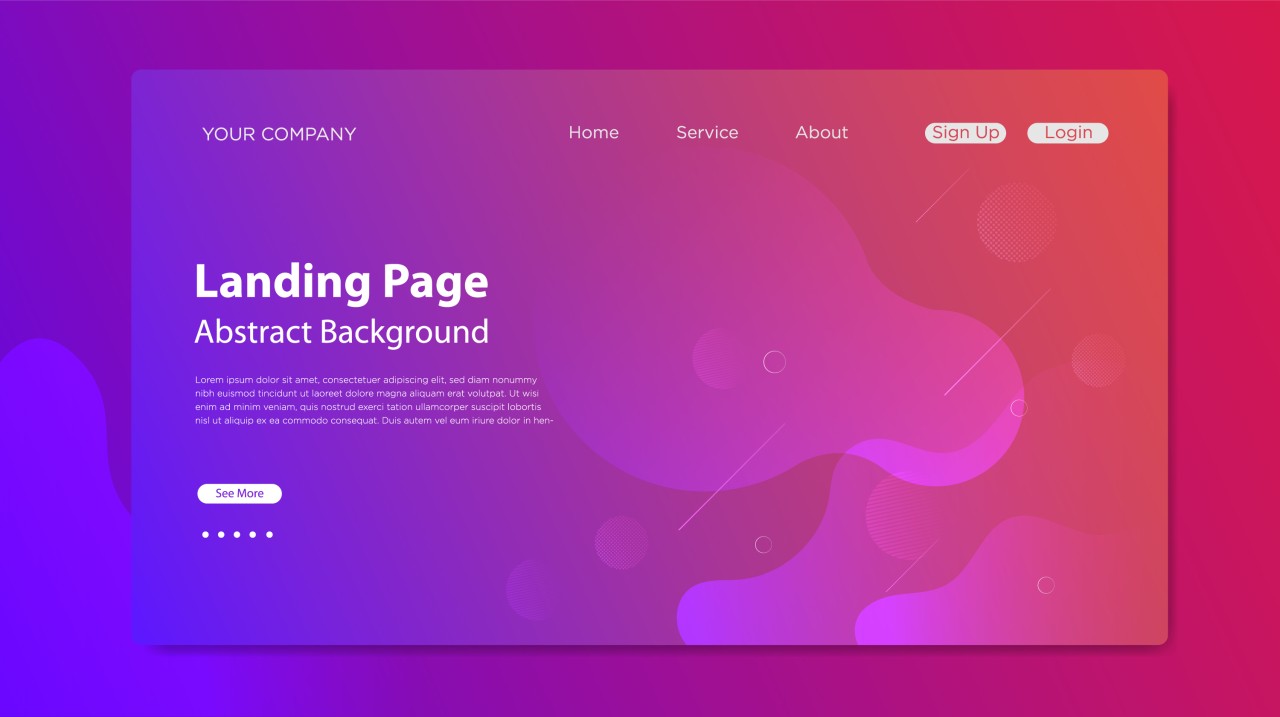 YOUR COMPANY Home Service About Sign Up Login
Landing Page
Abstract Background
Lorem ipsum dolor sit amet, consectetuer adipiscing elit, sed diam nonummy
nibh euismod tincidunt ut laoreet dolore magna aliquam erat volutpat. Ut wisi
enim ad minim veniam, quis nostrud exerci tation ullamcorper suscipit lobortis
nisl ut aliquip ex ea commodo consequat. Duis autem vel eum iriure dolor in hen-
See More